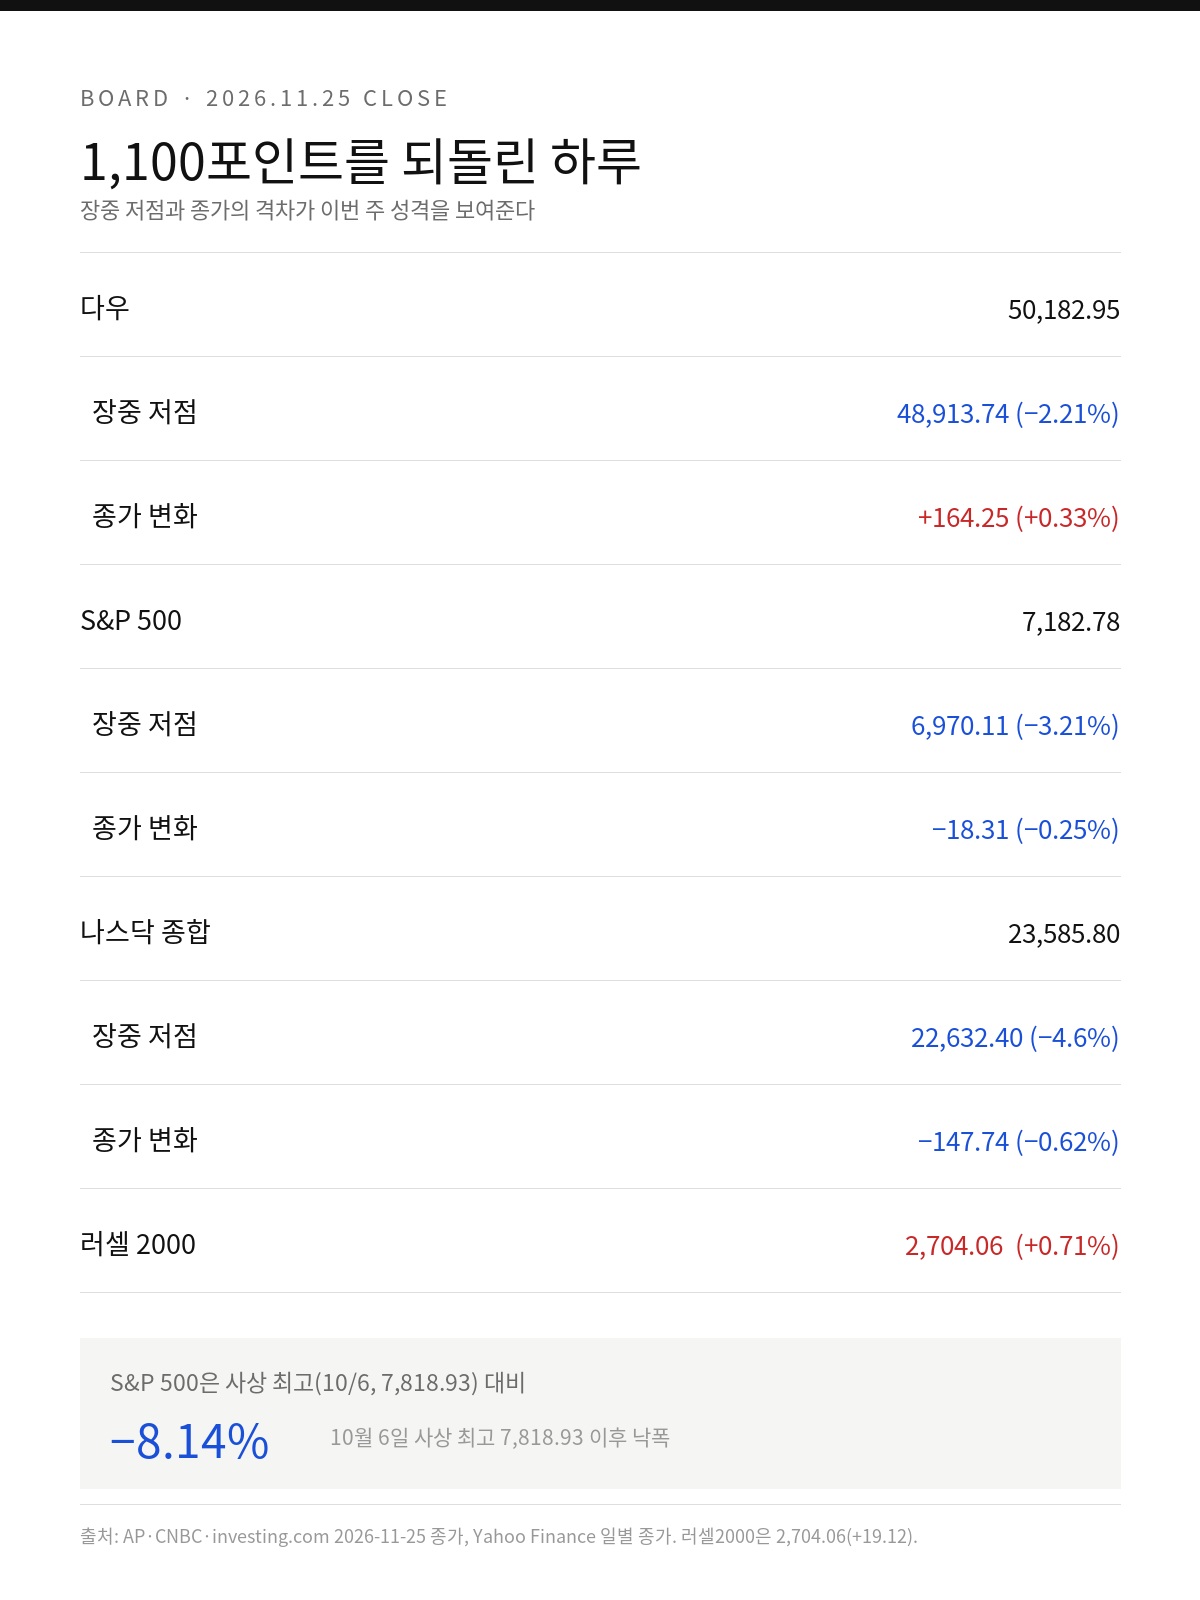 BOARD · 2026.11.25 CLOSE
1,100포인트를 되돌린 하루
장중 저점과 종가의 격차가 이번 주 성격을 보여준다
다우 50,182.95
장중 저점 48,913.74 (−2.21%)
종가 변화 +164.25 (+0.33%)
S&P 500 7,182.78
장중 저점 6,970.11 (−3.21%)
종가 변화 −18.31 (−0.25%)
나스닥 종합 23,585.80
장중 저점 22,632.40 (−4.6%)
종가 변화 −147.74 (−0.62%)
러셀 2000 2,704.06 (+0.71%)
S&P 500은 사상 최고(10/6, 7,818.93) 대비
−8.14% 10월 6일 사상 최고 7,818.93 이후 낙폭
출처: AP·CNBC·investing.com 2026-11-25 종가, Yahoo Finance 일별 종가. 러셀2000은 2,704.06(+19.12).